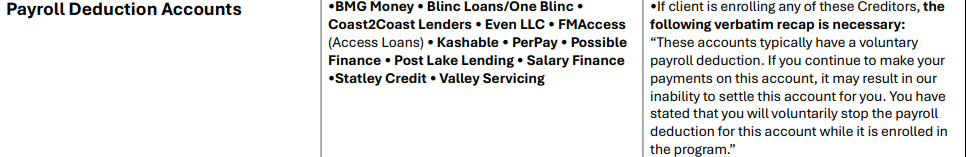 Payroll Deduction Accounts
•BMG Money • Blinc Loans/One Blinc •
Coast2Coast Lenders • Even LLC • FMAccess
(Access Loans) • Kashable • PerPay • Possible
Finance • Post Lake Lending • Salary Finance
•Statley Credit • Valley Servicing
•If client is enrolling any of these Creditors, the
following verbatim recap is necessary:
“These accounts typically have a voluntary
payroll deduction. If you continue to make your
payments on this account, it may result in our
inability to settle this account for you. You have
stated that you will voluntarily stop the payroll
deduction for this account while it is enrolled in
the program.”